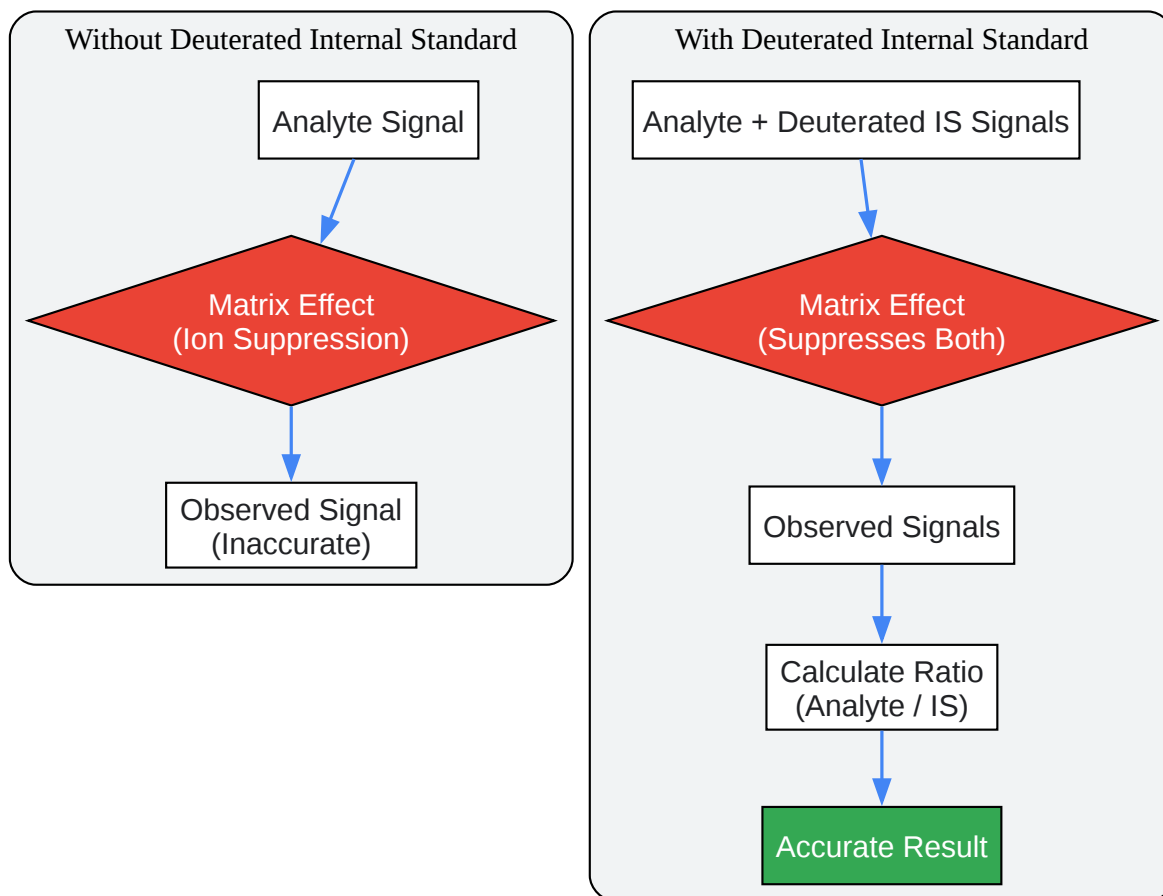 Without Deuterated Internal Standard
Analyte Signal
Matrix Effect
(Ion Suppression)
Observed Signal
(Inaccurate)
With Deuterated Internal Standard
Analyte + Deuterated IS Signals
Matrix Effect
(Suppresses Both)
Observed Signals
Calculate Ratio
(Analyte / IS)
Accurate Result